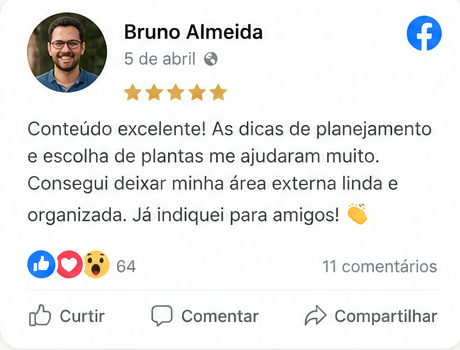 Bruno Almeida
5 de abril
Conteúdo excelente! As dicas de planejamento
e escolha de plantas me ajudaram muito.
Consegui deixar minha área externa linda e
organizada. Já indiquei para amigos! 👏
64
11 comentários
Curtir
Comentar
Compartilhar